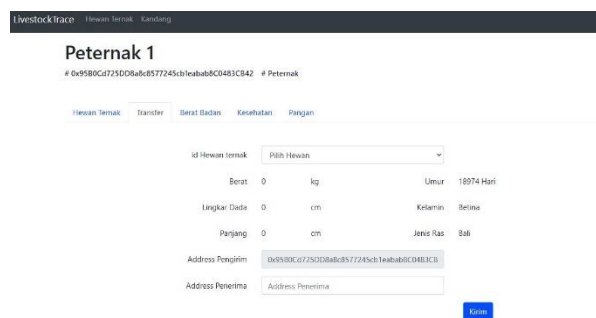 LivestockTrace Hewan Ternak Kandang
Peternak 1
# 0x95B0Cd725DD8a8c8577245cb1eabab8C0483CB42 # Peternak
Hewan Ternak Transfer Berat Badan Kesehatan Pangan
id Hewan ternak Pilih Hewan
Berat 0 kg Umur 18974 Hari
Lingkar Dada 0 cm Kelamin Betina
Panjang 0 cm Jenis Ras Bali
Address Pengirim 0x95B0Cd725DD8a8c8577245cb1eabab8C0483CB
Address Penerima Address Penerima
Kirim